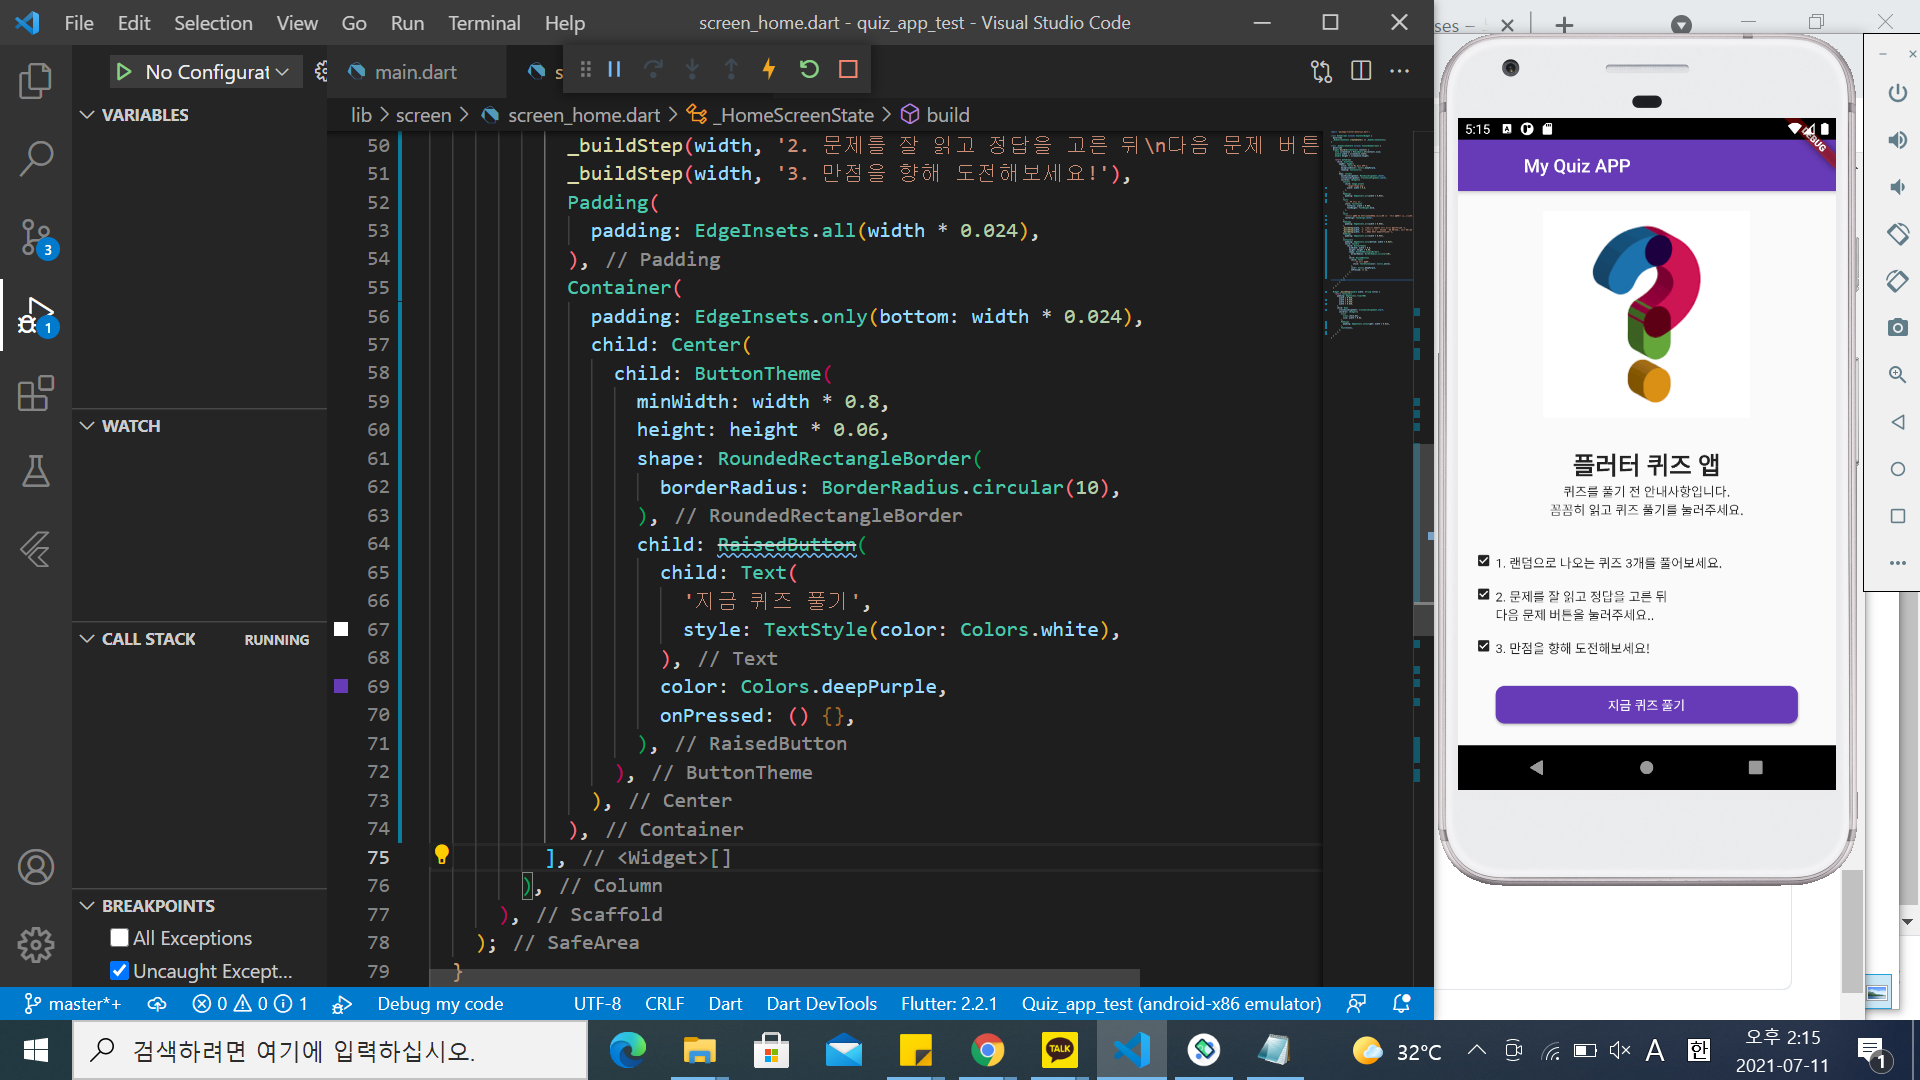 File Edit Selection View Go Run Terminal Help
screen_home.dart - quiz_app_test - Visual Studio Code
No Configurat
main.dart
s
lib > screen > screen_home.dart > _HomeScreenState > build
VARIABLES
WATCH
CALL STACK RUNNING
BREAKPOINTS
All Exceptions
Uncaught Except...
3
1
50 _buildStep(width, '2. 문제를 잘 읽고 정답을 고른 뒤\n다음 문제 버튼
51 _buildStep(width, '3. 만점을 향해 도전해보세요!'),
52 Padding(
53 padding: EdgeInsets.all(width * 0.024),
54 ), // Padding
55 Container(
56 padding: EdgeInsets.only(bottom: width * 0.024),
57 child: Center(
58 child: ButtonTheme(
59 minWidth: width * 0.8,
60 height: height * 0.06,
61 shape: RoundedRectangleBorder(
62 borderRadius: BorderRadius.circular(10),
63 ), // RoundedRectangleBorder
64 child: RaisedButton(
65 child: Text(
66 '지금 퀴즈 풀기',
67 style: TextStyle(color: Colors.white),
68 ), // Text
69 color: Colors.deepPurple,
70 onPressed: () {},
71 ), // RaisedButton
72 ), // ButtonTheme
73 ), // Center
74 ), // Container
75 ], // <Widget>[]
76 ), // Column
77 ), // Scaffold
78 ); // SafeArea
79 }
ses –
5:15
DEBUG
My Quiz APP
플러터 퀴즈 앱
퀴즈를 풀기 전 안내사항입니다.
꼼꼼히 읽고 퀴즈 풀기를 눌러주세요.
1. 랜덤으로 나오는 퀴즈 3개를 풀어보세요.
2. 문제를 잘 읽고 정답을 고른 뒤
다음 문제 버튼을 눌러주세요..
3. 만점을 향해 도전해보세요!
지금 퀴즈 풀기
master*+ 0 0 1 Debug my code UTF-8 CRLF Dart Dart DevTools Flutter: 2.2.1 Quiz_app_test (android-x86 emulator)
검색하려면 여기에 입력하십시오.
TALK
32°C
A 한
오후 2:15
2021-07-11
1